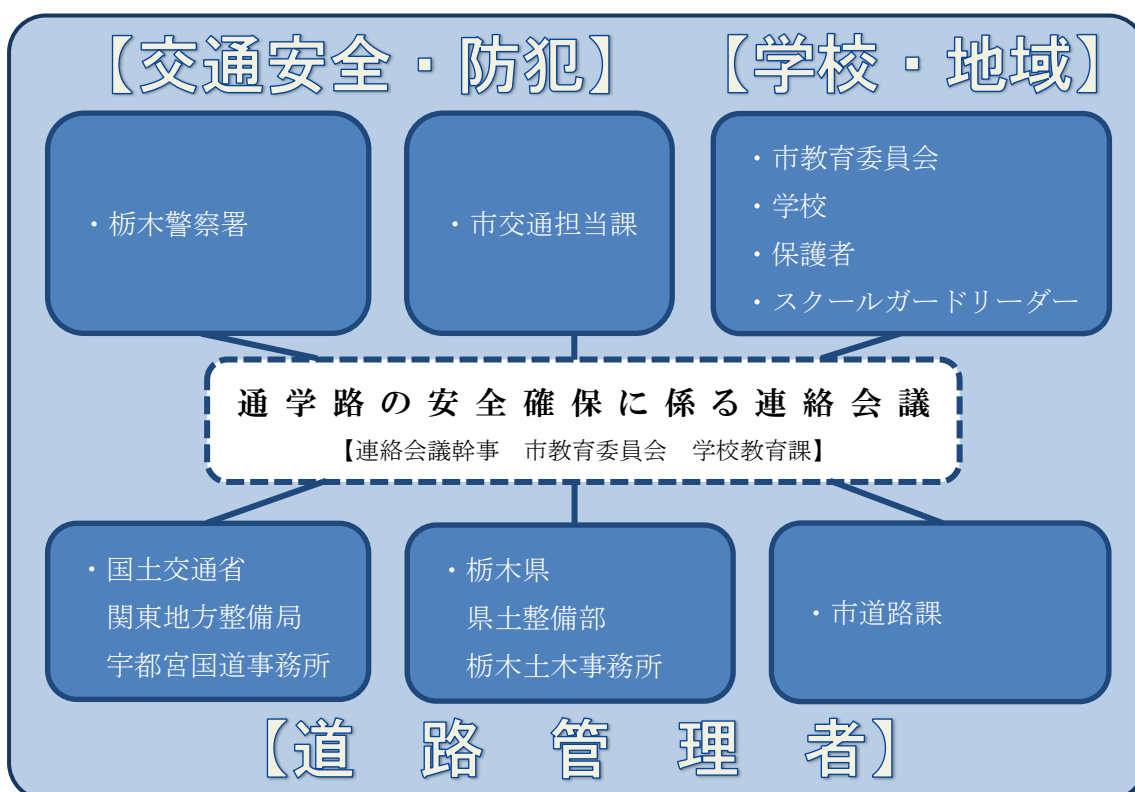 【交通安全・防犯】
【学校・地域】
・栃木警察署
・市交通担当課
・市教育委員会
・学校
・保護者
・スクールガードリーダー
通学路の安全確保に係る連絡会議
【連絡会議幹事　市教育委員会　学校教育課】
・国土交通省
関東地方整備局
宇都宮国道事務所
・栃木県
県土整備部
栃木土木事務所
・市道路課
【道　路　管　理　者】